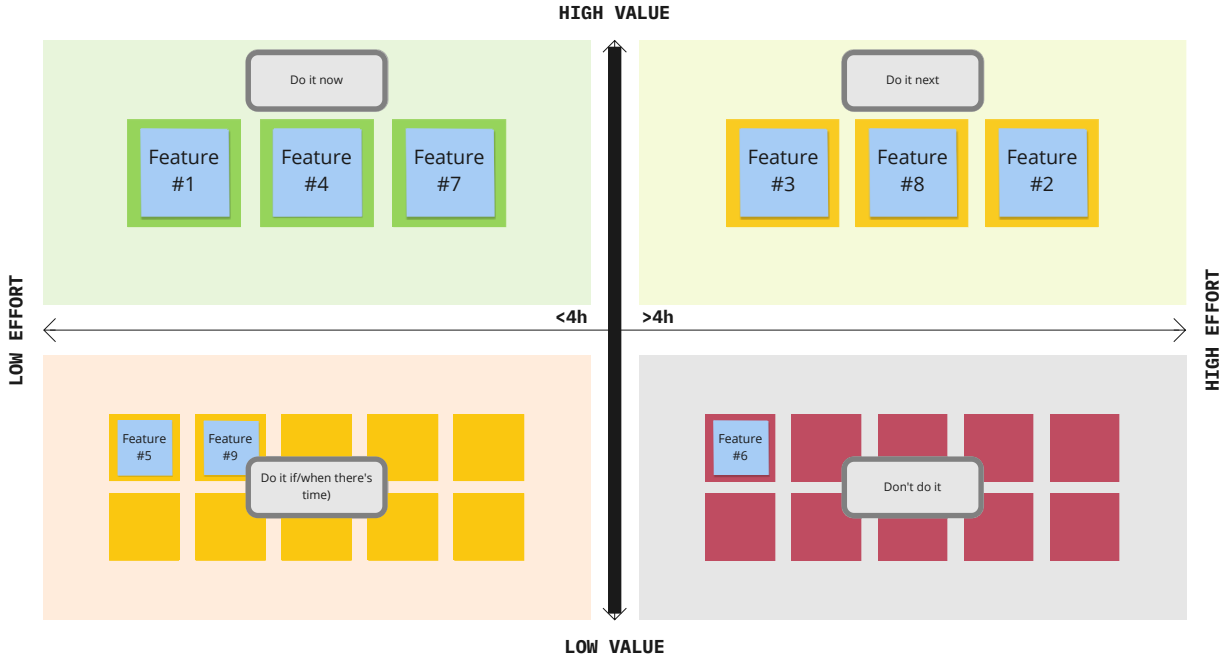 HIGH VALUE
Do it now
Do it next
Feature
#1
Feature
#4
Feature
#7
Feature
#3
Feature
#8
Feature
#2
LOW EFFORT
<4h
>4h
HIGH EFFORT
Feature
#5
Feature
#9
Do it if/when there's
time)
Feature
#6
Don't do it
LOW VALUE